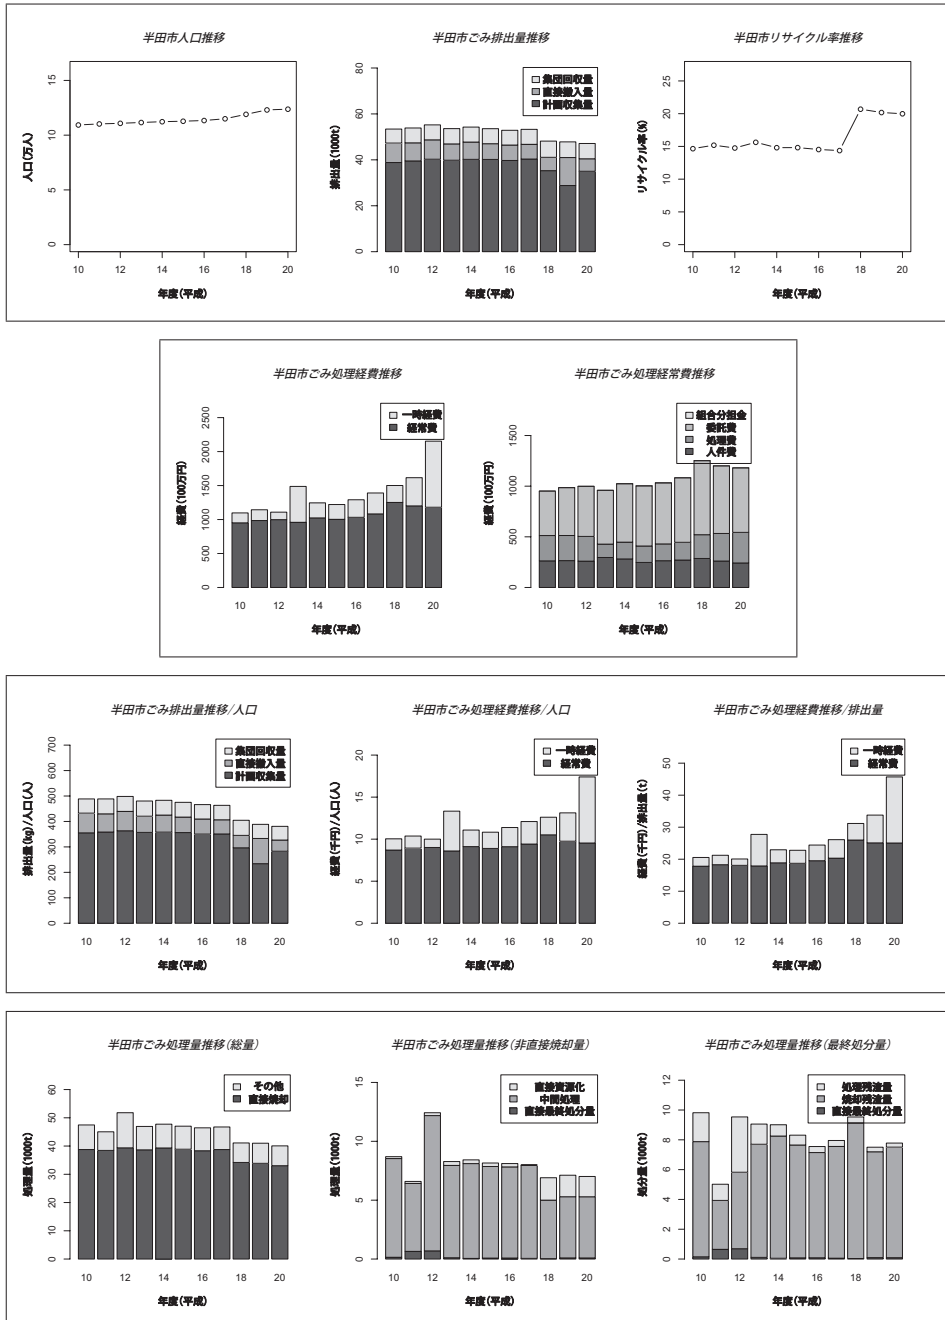 半田市人口推移
15
10
5
0
人口(万人)
10 12 14 16 18 20
年度(平成)
半田市ごみ排出量推移
集団回収量
直接搬入量
計画収集量
80
60
40
20
0
排出量(1000t)
10 12 14 16 18 20
年度(平成)
半田市リサイクル率推移
25
20
15
10
5
0
リサイクル率(%)
10 12 14 16 18 20
年度(平成)
半田市ごみ処理経費推移
一時経費
経常費
2500
2000
1500
1000
500
0
経費(100万円)
10 12 14 16 18 20
年度(平成)
半田市ごみ処理経常費推移
組合分担金
委託費
処理費
人件費
1500
1000
500
0
経費(100万円)
10 12 14 16 18 20
年度(平成)
半田市ごみ排出量推移/人口
集団回収量
直接搬入量
計画収集量
700
600
500
400
300
200
100
0
排出量(kg)/人口(人)
10 12 14 16 18 20
年度(平成)
半田市ごみ処理経費推移/人口
一時経費
経常費
20
15
10
5
0
経費(千円)/人口(人)
10 12 14 16 18 20
年度(平成)
半田市ごみ処理経費推移/排出量
一時経費
経常費
50
40
30
20
10
0
経費(千円)/排出量(t)
10 12 14 16 18 20
年度(平成)
半田市ごみ処理量推移(総量)
その他
直接焼却
60
50
40
30
20
10
0
処理量(1000t)
10 12 14 16 18 20
年度(平成)
半田市ごみ処理量推移(非直接焼却量)
直接資源化
中間処理
直接最終処分量
15
10
5
0
処理量(1000t)
10 12 14 16 18 20
年度(平成)
半田市ごみ処理量推移(最終処分量)
処理残渣量
焼却残渣量
直接最終処分量
12
10
8
6
4
2
0
処分量(1000t)
10 12 14 16 18 20
年度(平成)